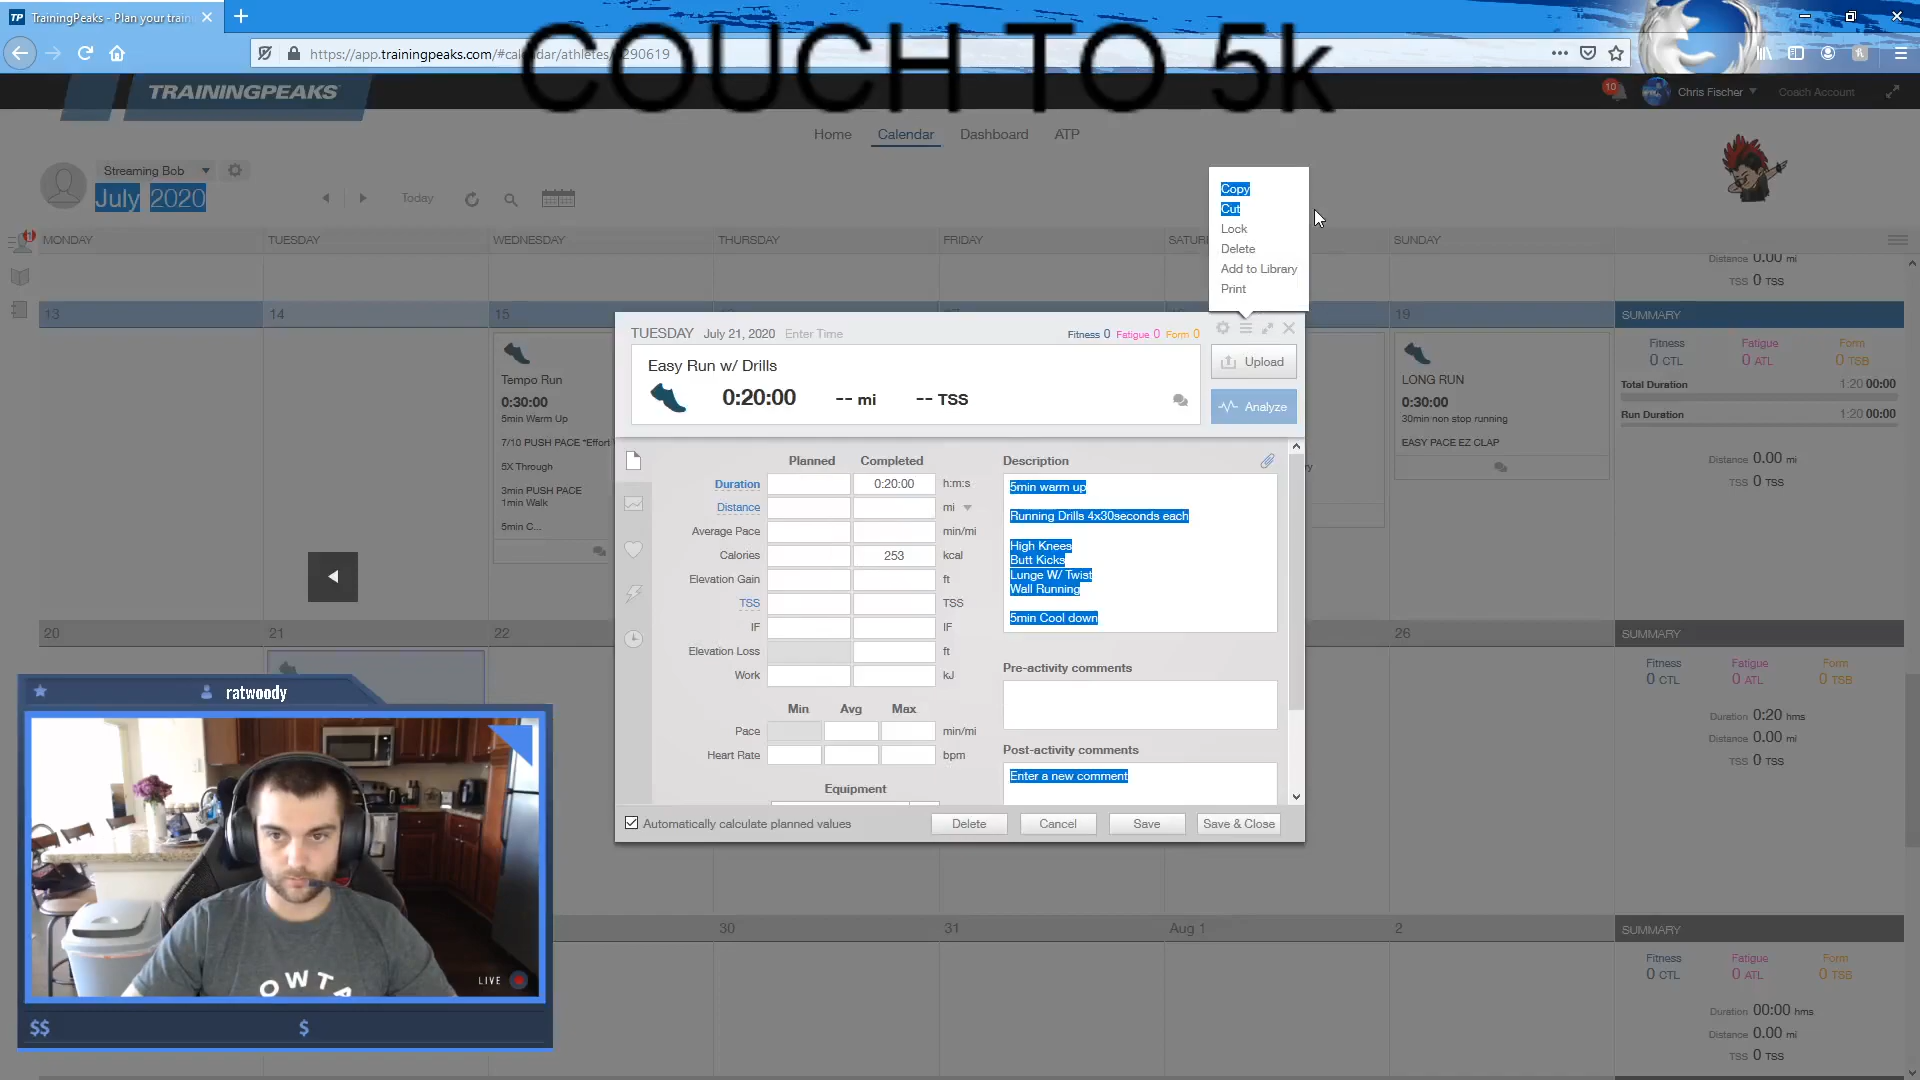 TrainingPeaks - Plan your train
https://app.trainingpeaks.com/#calendar/athletes/
290619
COUCH TO 5k
TRAININGPEAKS
10
Chris Fischer
Coach Account
Home
Calendar
Dashboard
ATP
Streaming Bob
July 2020
Today
Copy
Cut
Lock
Delete
Add to Library
Print
MONDAY
TUESDAY
WEDNESDAY
THURSDAY
FRIDAY
SATUR
SUNDAY
Distance 0.00 mi
TSS 0 TSS
13
14
15
19
SUMMARY
Tempo Run
0:30:00
5min Warm Up
7/10 PUSH PACE "Effort
5X Through
3min PUSH PACE
1min Walk
5min C...
LONG RUN
0:30:00
30min non stop running
EASY PACE EZ CLAP
Fitness
0 CTL
Fatigue
0 ATL
Form
0 TSB
Total Duration
1:20 00:00
Run Duration
1:20 00:00
Distance 0.00 mi
TSS 0 TSS
TUESDAY July 21, 2020 Enter Time
Fitness 0 Fatigue 0 Form 0
Easy Run w/ Drills
0:20:00 -- mi -- TSS
Upload
Analyze
Planned Completed
Duration 0:20:00 h:m:s
Distance mi
Average Pace min/mi
Calories 253 kcal
Elevation Gain ft
TSS TSS
IF IF
Elevation Loss ft
Work kJ
Min Avg Max
Pace min/mi
Heart Rate bpm
Equipment
Description
5min warm up
Running Drills 4x30seconds each
High Knees
Butt Kicks
Lunge W/ Twist
Wall Running
5min Cool down
Pre-activity comments
Post-activity comments
Enter a new comment
Automatically calculate planned values
Delete
Cancel
Save
Save & Close
20
21
22
26
SUMMARY
Fitness
0 CTL
Fatigue
0 ATL
Form
0 TSB
Duration 0:20 hms
Distance 0.00 mi
TSS 0 TSS
30
31
Aug 1
2
SUMMARY
Fitness
0 CTL
Fatigue
0 ATL
Form
0 TSB
Duration 00:00 hms
Distance 0.00 mi
TSS 0 TSS
ratwoody
LIVE
$$
$